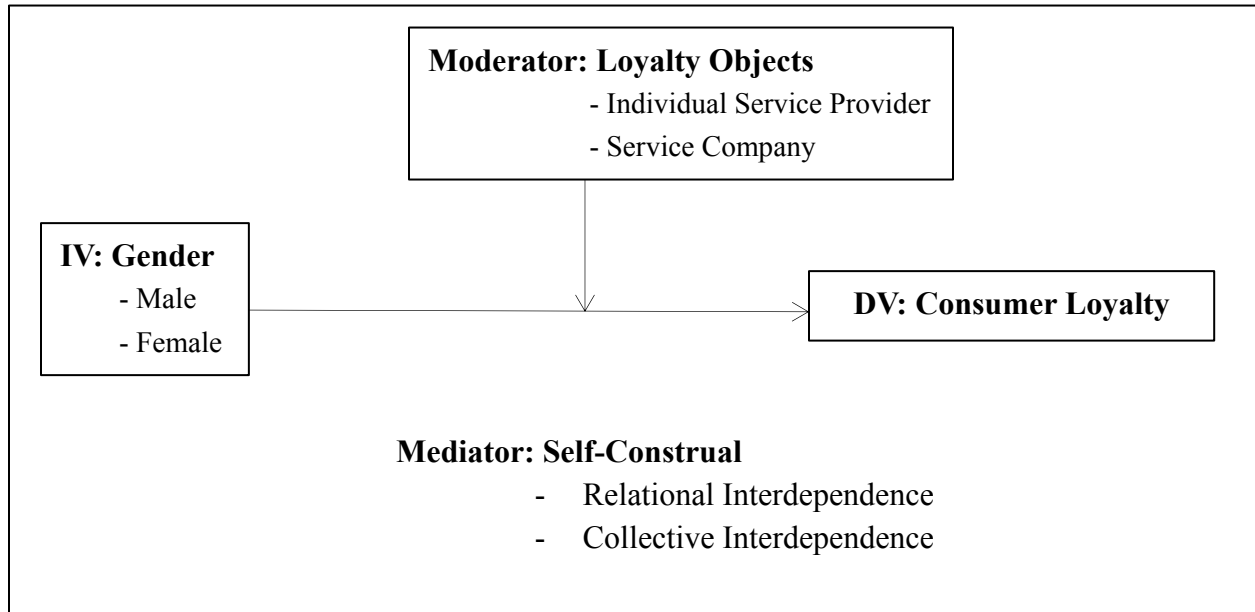 Moderator: Loyalty Objects
- Individual Service Provider
- Service Company
IV: Gender
- Male
- Female
DV: Consumer Loyalty
Mediator: Self-Construal
- Relational Interdependence
- Collective Interdependence